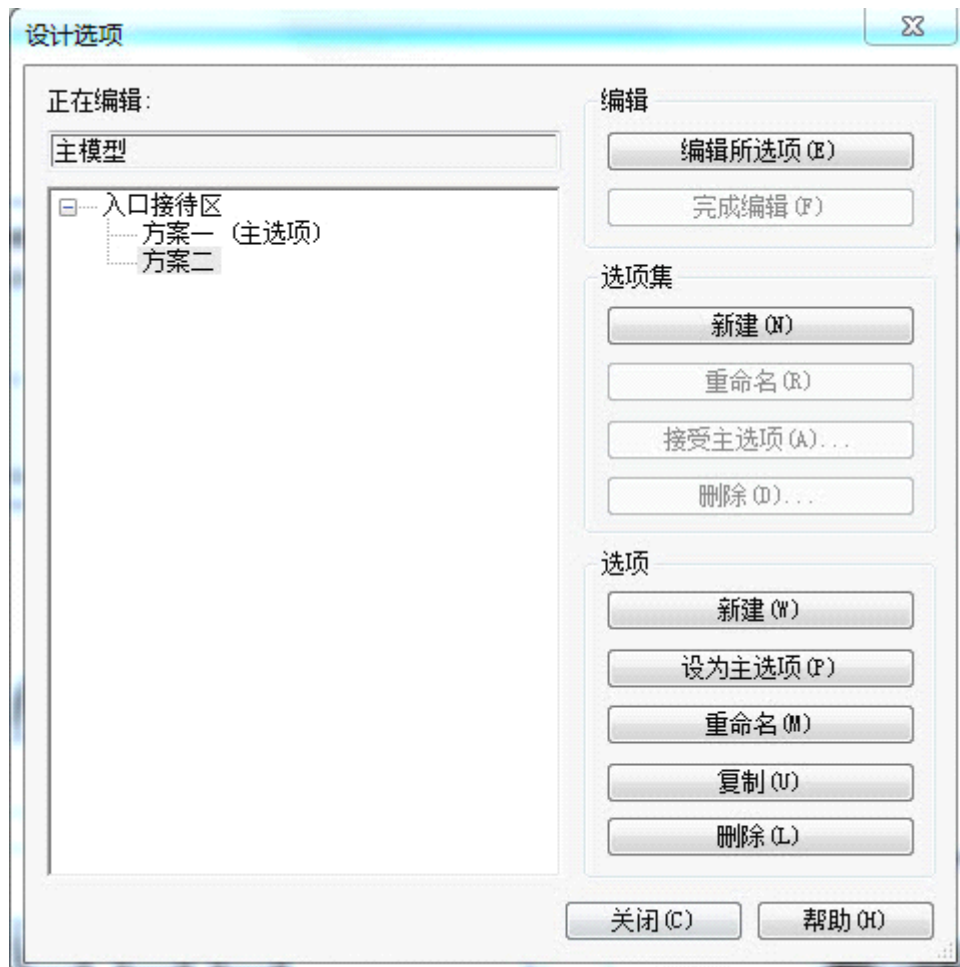 设计选项
正在编辑:
主模型
入口接待区
方案一 (主选项)
方案二
编辑
编辑所选项(E)
完成编辑(F)
选项集
新建(N)
重命名(R)
接受主选项(A)...
删除(D)...
选项
新建(W)
设为主选项(P)
重命名(M)
复制(U)
删除(L)
关闭(C)
帮助(H)